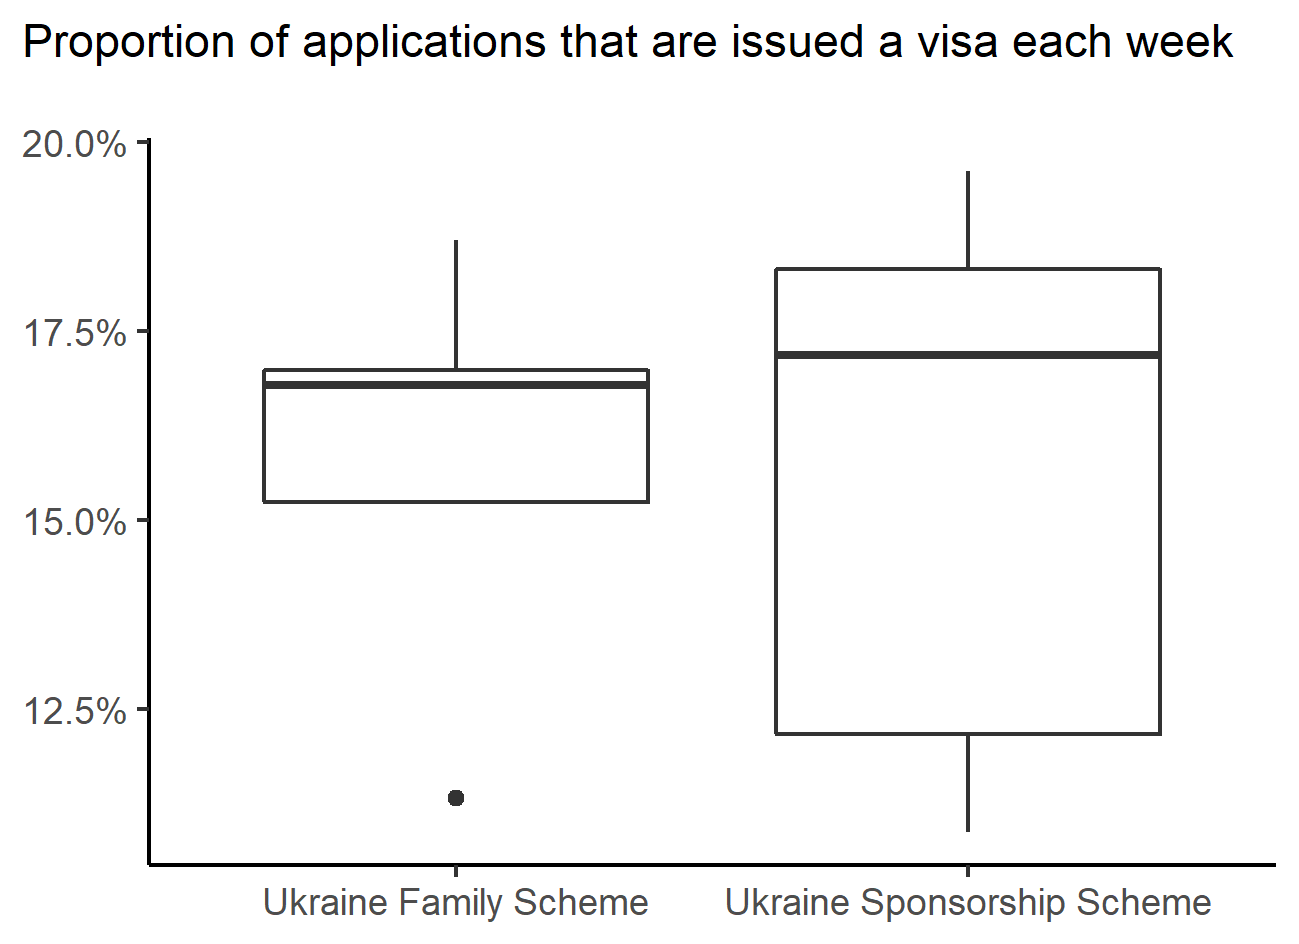 Proportion of applications that are issued a visa each week
20.0%
17.5%
15.0%
12.5%
Ukraine Family Scheme
Ukraine Sponsorship Scheme